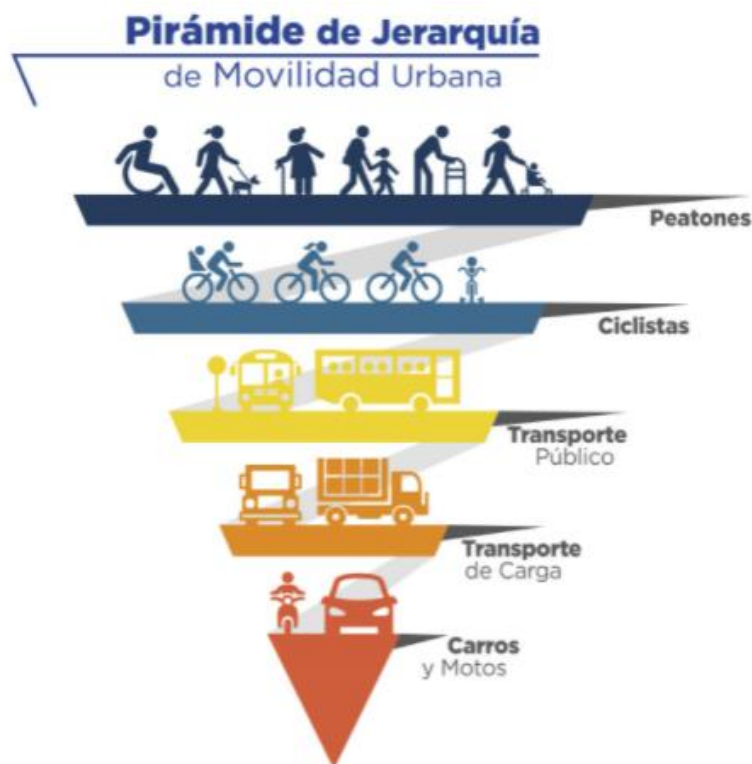 Pirámide de Jerarquía
de Movilidad Urbana
Peatones
Ciclistas
Transporte
Público
Transporte
de Carga
Carros
y Motos